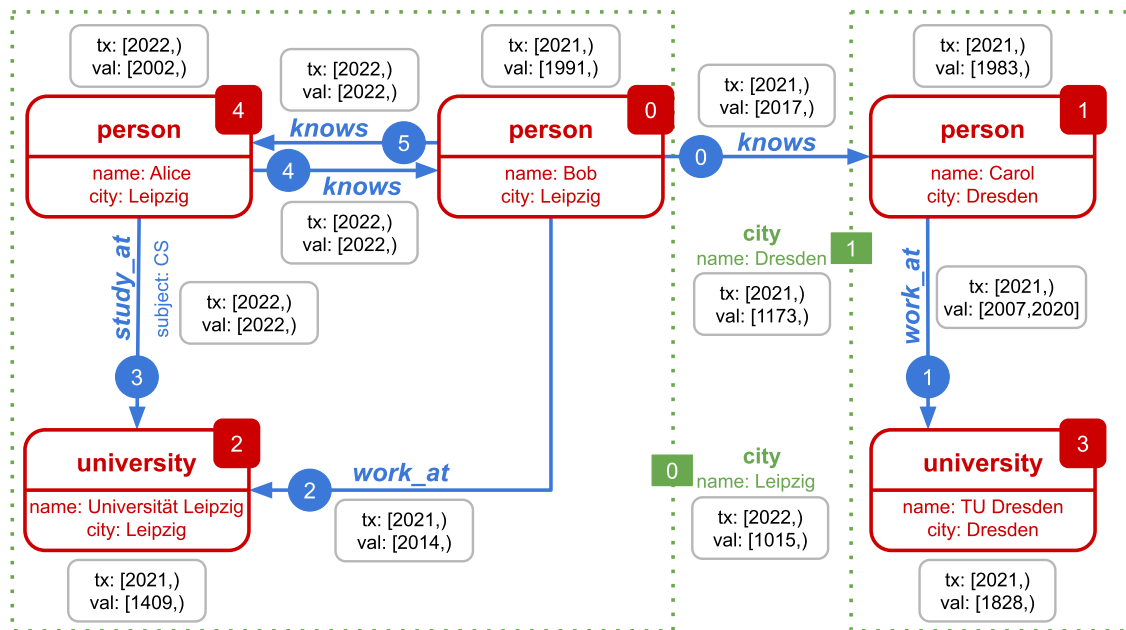 tx: [2022,)
val: [2002,)
4
person
name: Alice
city: Leipzig
tx: [2022,)
val: [2022,)
knows
5
4
knows
tx: [2022,)
val: [2022,)
tx: [2021,)
val: [1991,)
0
person
name: Bob
city: Leipzig
tx: [2021,)
val: [2017,)
0
knows
tx: [2021,)
val: [1983,)
1
person
name: Carol
city: Dresden
study_at
subject: CS
tx: [2022,)
val: [2022,)
3
city
name: Dresden
1
tx: [2021,)
val: [1173,)
work_at
tx: [2021,)
val: [2007,2020]
1
2
university
name: Universität Leipzig
city: Leipzig
tx: [2021,)
val: [1409,)
work_at
2
tx: [2021,)
val: [2014,)
0
city
name: Leipzig
tx: [2022,)
val: [1015,)
3
university
name: TU Dresden
city: Dresden
tx: [2021,)
val: [1828,)